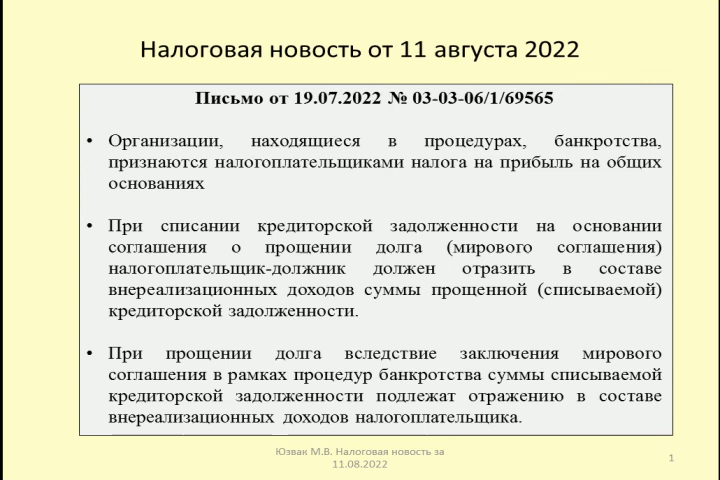 Налоговая новость от 11 августа 2022
Письмо от 19.07.2022 № 03-03-06/1/69565
• Организации, находящиеся в процедурах, банкротства,
признаются налогоплательщиками налога на прибыль на общих
основаниях
• При списании кредиторской задолженности на основании
соглашения о прощении долга (мирового соглашения)
налогоплательщик-должник должен отразить в составе
внереализационных доходов суммы прощенной (списываемой)
кредиторской задолженности.
• При прощении долга вследствие заключения мирового
соглашения в рамках процедур банкротства суммы списываемой
кредиторской задолженности подлежат отражению в составе
внереализационных доходов налогоплательщика.
Юзвак М.В. Налоговая новость за
11.08.2022
1